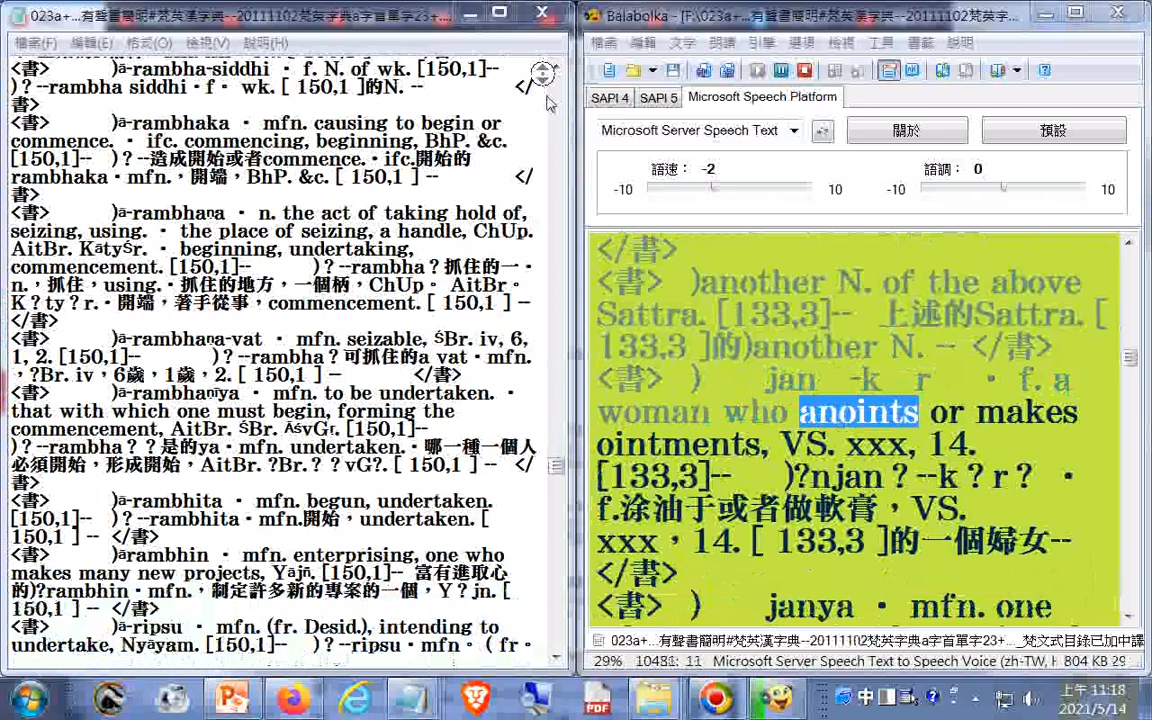 023a+...有聲書簡明#梵英漢字典--20111102梵英字典a字首單字23+...
檔案(F) 編輯(E) 格式(O) 檢視(V) 說明(H)
<書> )ā-rambha-siddhi ‧ f. N. of wk. [150,1]--
)? --rambha siddhi‧f‧ wk. [ 150,1 ]的N. -- </
書>
<書> )ā-rambhaka ‧ mfn. causing to begin or
commence. ‧ ifc. commencing, beginning, BhP. &c.
[150,1]-- )? --造成開始或者commence.‧ifc.開始的
rambhaka‧mfn.，開端，BhP. &c. [ 150,1 ] -- </
書>
<書> )ā-rambhaṇa ‧ n. the act of taking hold of,
seizing, using. ‧ the place of seizing, a handle, ChUp.
AitBr. KātyŚr. ‧ beginning, undertaking,
commencement. [150,1]-- )? --rambha？抓住的一‧
n.，抓住，using.‧抓住的地方，一個柄，ChUp。 AitBr。
K？ty？r.‧開端，著手從事，commencement. [ 150,1 ] --
</書>
<書> )ā-rambhaṇa-vat ‧ mfn. seizable, ŚBr. iv, 6,
1, 2. [150,1]-- )? --rambha？可抓住的a vat‧mfn.
，?Br. iv，6歲，1歲，2. [ 150,1 ] -- </書>
<書> )ā-rambhaṇīya ‧ mfn. to be undertaken. ‧
that with which one must begin, forming the
commencement, AitBr. ŚBr. ĀśvGṛ. [150,1]--
)? --rambha？？是的ya‧mfn. undertaken.‧哪一種一個人
必須開始，形成開始，AitBr. ?Br.？？vG?. [ 150,1 ] -- </
書>
<書> )ā-rambhita ‧ mfn. begun, undertaken.
[150,1]-- )? --rambhita‧mfn.開始，undertaken. [
150,1 ] -- </書>
<書> )ārambhin ‧ mfn. enterprising, one who
makes many new projects, Yājñ. [150,1]-- 富有進取心
的)?rambhin‧mfn.，制定許多新的專案的一個，Y？jn. [
150,1 ] -- </書>
<書> )ā-ripsu ‧ mfn. (fr. Desid.), intending to
undertake, Nyāyam. [150,1]-- )? --ripsu‧mfn。( fr。
Balabolka - [F:\023a+...有聲書簡明#梵英漢字典--20111102梵英字...
檔案 編輯 文字 朗讀 引擎 選項 檢視 工具 書籤 說明
SAPI 4 SAPI 5 Microsoft Speech Platform
Microsoft Server Speech Text 關於 預設
語速： -2 語調： 0
-10 10 -10 10
</書>
<書> )another N. of the above
Sattra. [133,3]-- 上述的Sattra. [
133,3 ]的)another N. -- </書>
<書> ) jan -k r ‧ f. a
woman who anoints or makes
ointments, VS. xxx, 14.
[133,3]-- )?njan？--k？r？ ‧
f.涂油于或者做軟膏，VS.
xxx，14. [ 133,3 ]的一個婦女--
</書>
<書> ) janya ‧ mfn. one
023a+...有聲書簡明#梵英漢字典--20111102梵英字典a字首單字23+..._梵文式目錄已加中譯
29% 10481: 11 Microsoft Server Speech Text to Speech Voice (zh-TW, H 804 KB 29
中
上午 11:18
2021/5/14